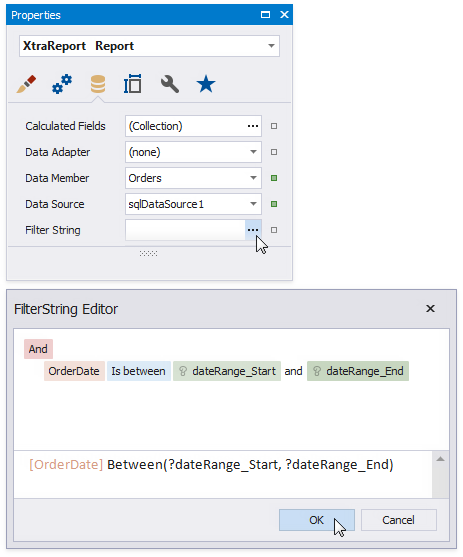 Properties
XtraReport Report
Calculated Fields (Collection) ...
Data Adapter (none)
Data Member Orders
Data Source sqlDataSource1
Filter String ...
FilterString Editor
And
OrderDate Is between dateRange_Start and dateRange_End
[OrderDate] Between(?dateRange_Start, ?dateRange_End)
OK Cancel